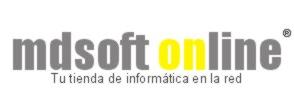 mdsoft online®
Tu tienda de informática en la red